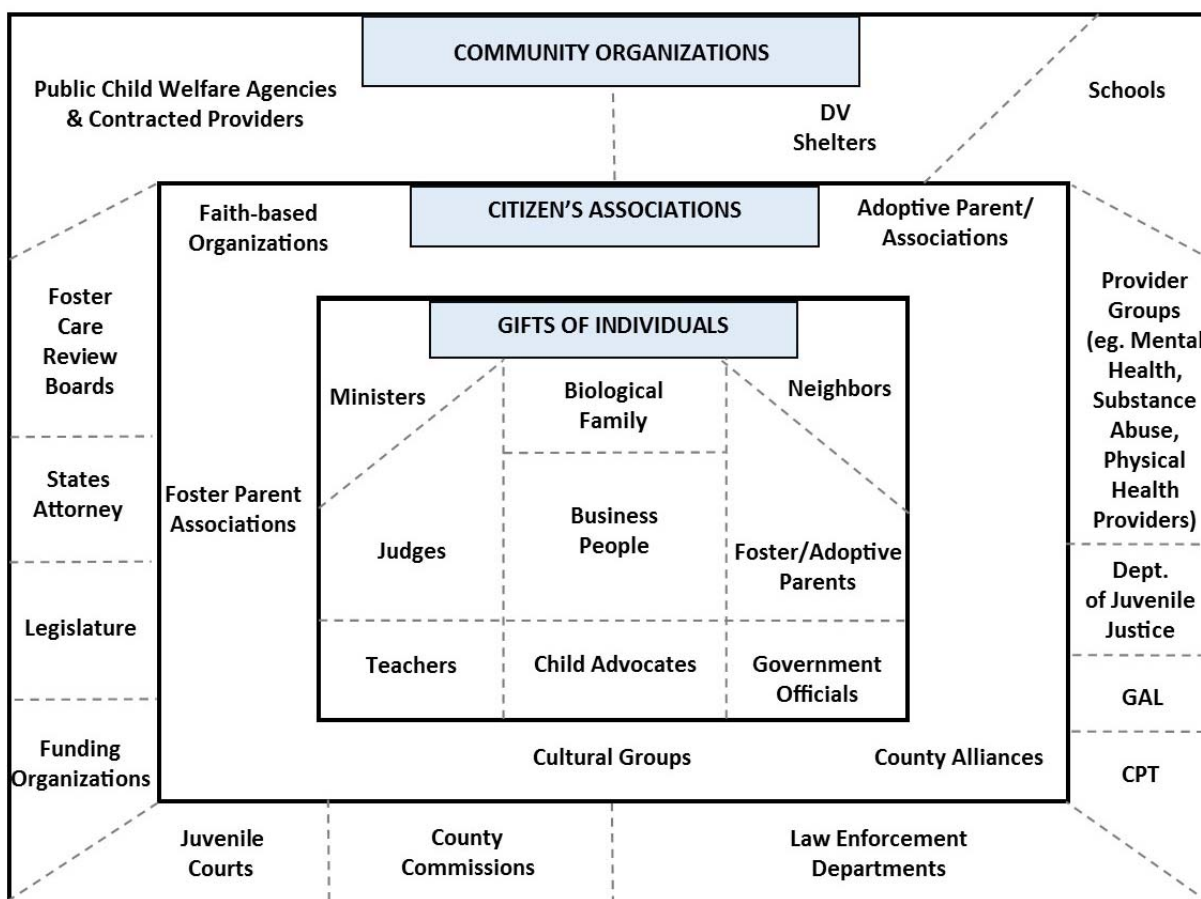 COMMUNITY ORGANIZATIONS
Public Child Welfare Agencies
& Contracted Providers
DV
Shelters
Schools
CITIZEN’S ASSOCIATIONS
Faith-based
Organizations
Adoptive Parent/
Associations
Foster
Care
Review
Boards
Provider
Groups
(eg. Mental
Health,
Substance
Abuse,
Physical
Health
Providers)
GIFTS OF INDIVIDUALS
Ministers
Biological
Family
Neighbors
States
Attorney
Foster Parent
Associations
Judges
Business
People
Foster/Adoptive
Parents
Dept.
of Juvenile
Justice
Legislature
Teachers
Child Advocates
Government
Officials
GAL
Funding
Organizations
Cultural Groups
County Alliances
CPT
Juvenile
Courts
County
Commissions
Law Enforcement
Departments